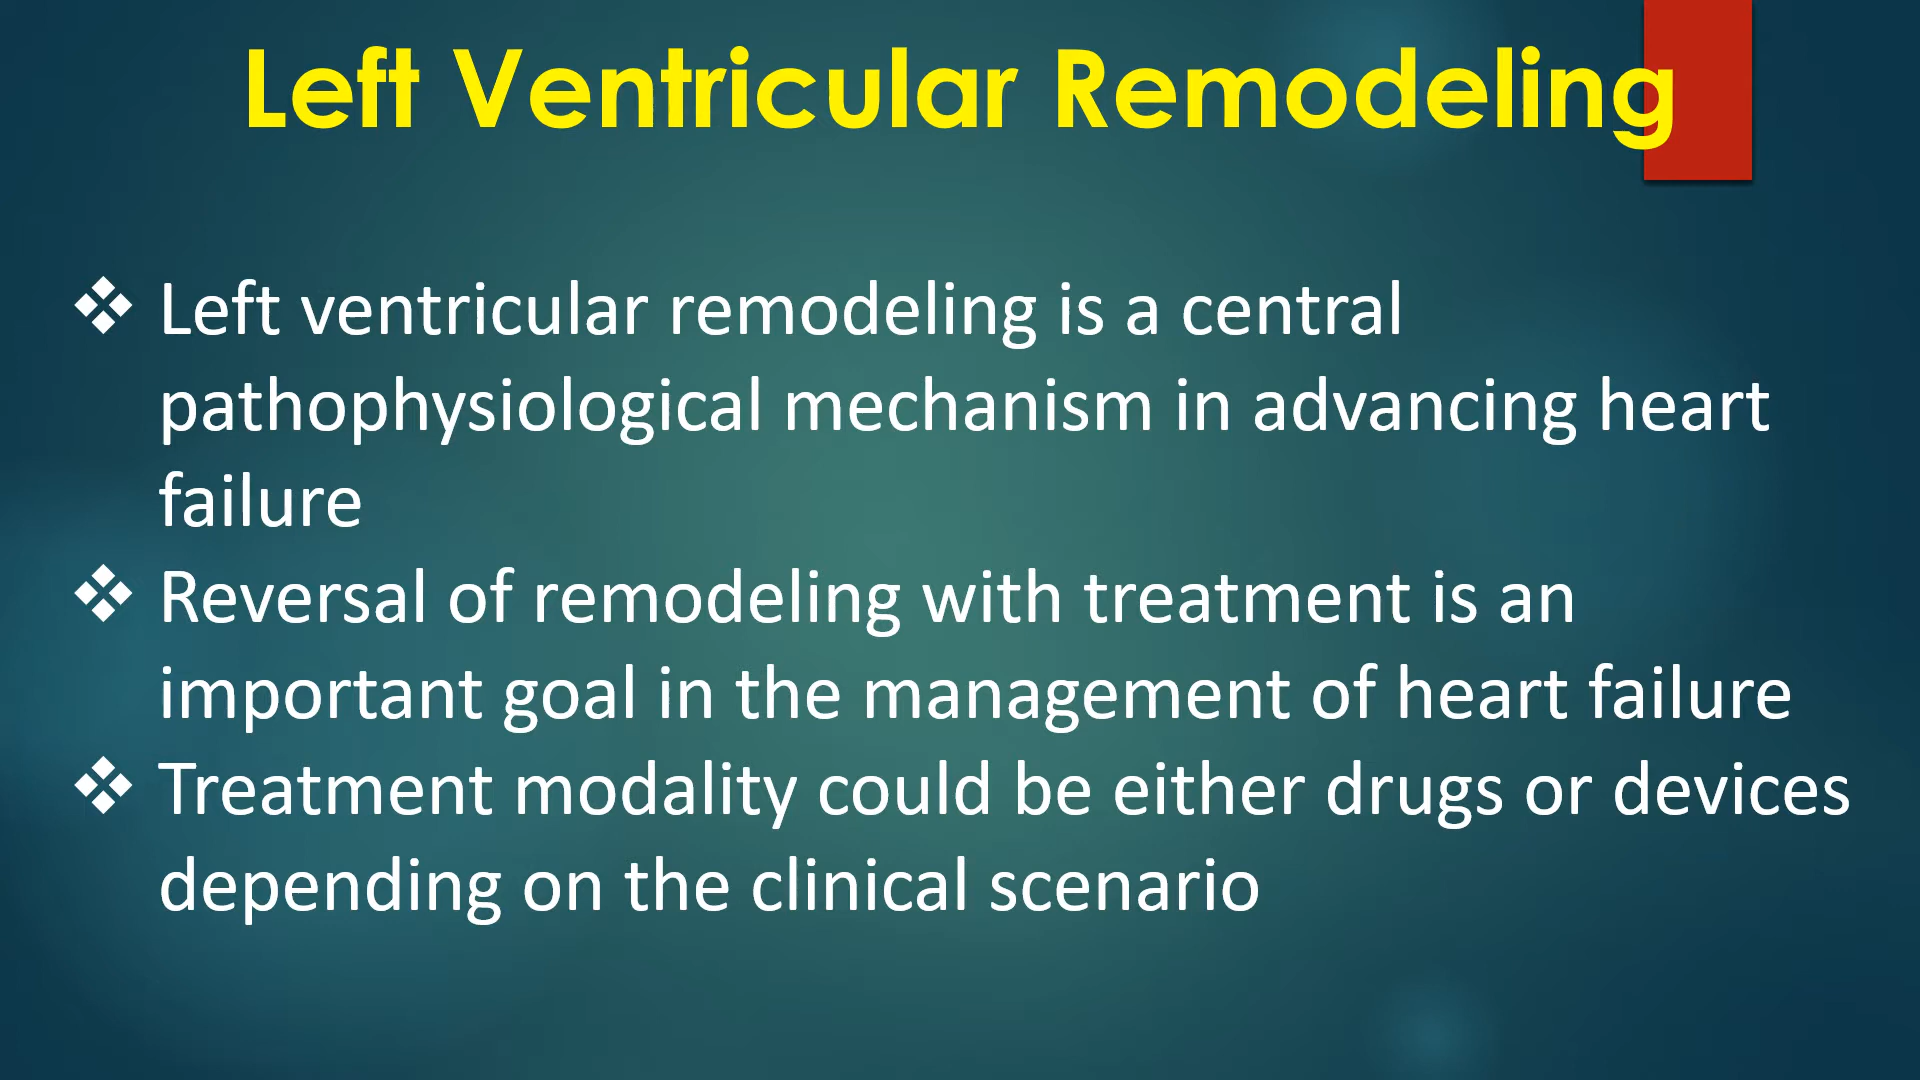 Left Ventricular Remodeling
❖ Left ventricular remodeling is a central
pathophysiological mechanism in advancing heart
failure
❖ Reversal of remodeling with treatment is an
important goal in the management of heart failure
❖ Treatment modality could be either drugs or devices
depending on the clinical scenario